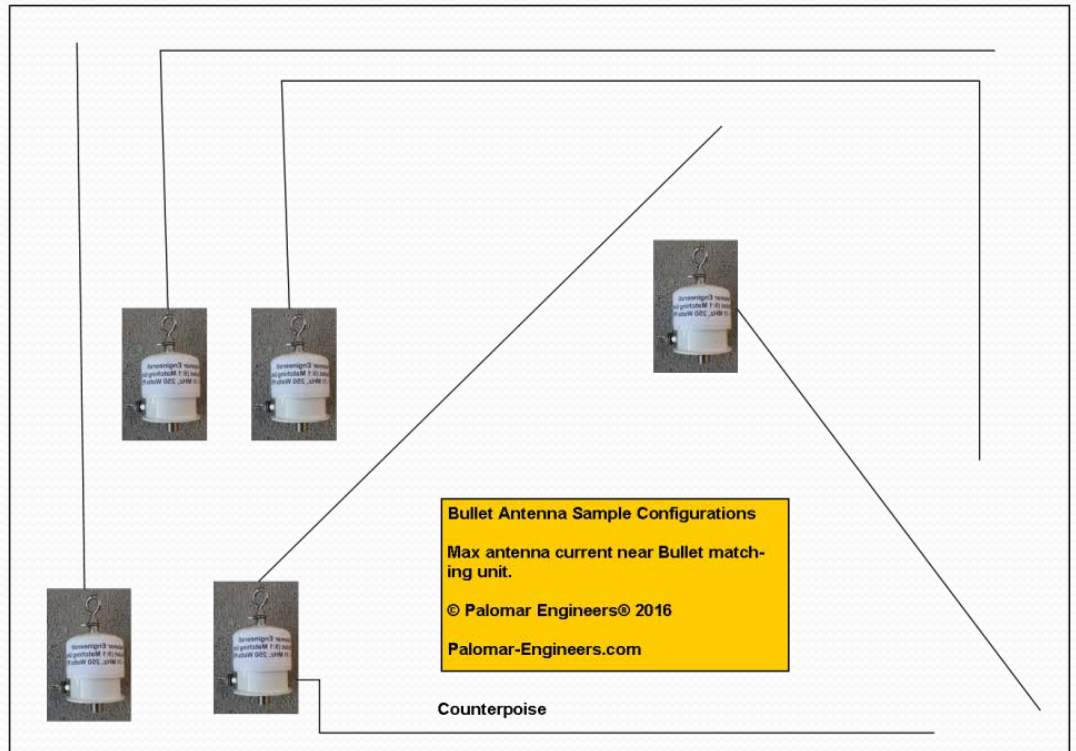 Bullet Antenna Sample Configurations
Max antenna current near Bullet match-
ing unit.
© Palomar Engineers® 2016
Palomar-Engineers.com
Counterpoise